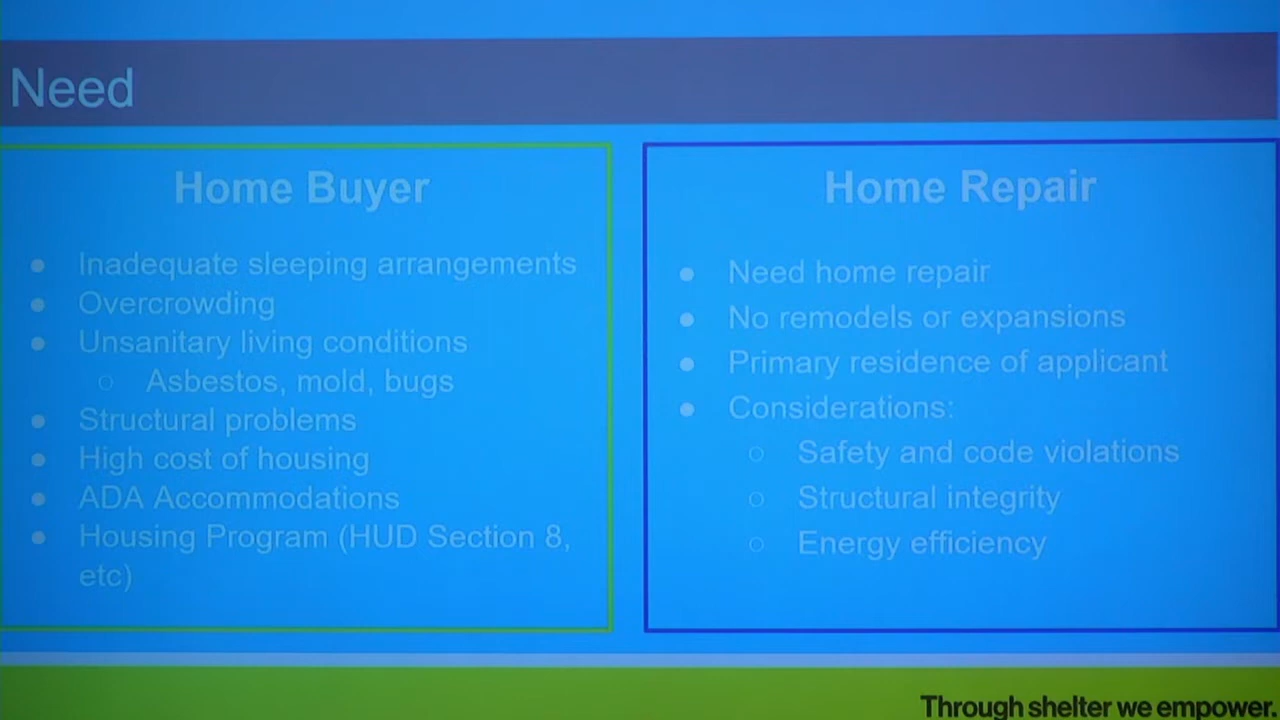 Need
Home Buyer
● Inadequate sleeping arrangements
● Overcrowding
● Unsanitary living conditions
○ Asbestos, mold, bugs
● Structural problems
● High cost of housing
● ADA Accommodations
● Housing Program (HUD Section 8,
etc)
Home Repair
● Need home repair
● No remodels or expansions
● Primary residence of applicant
● Considerations:
○ Safety and code violations
○ Structural integrity
○ Energy efficiency
Through shelter we empower.